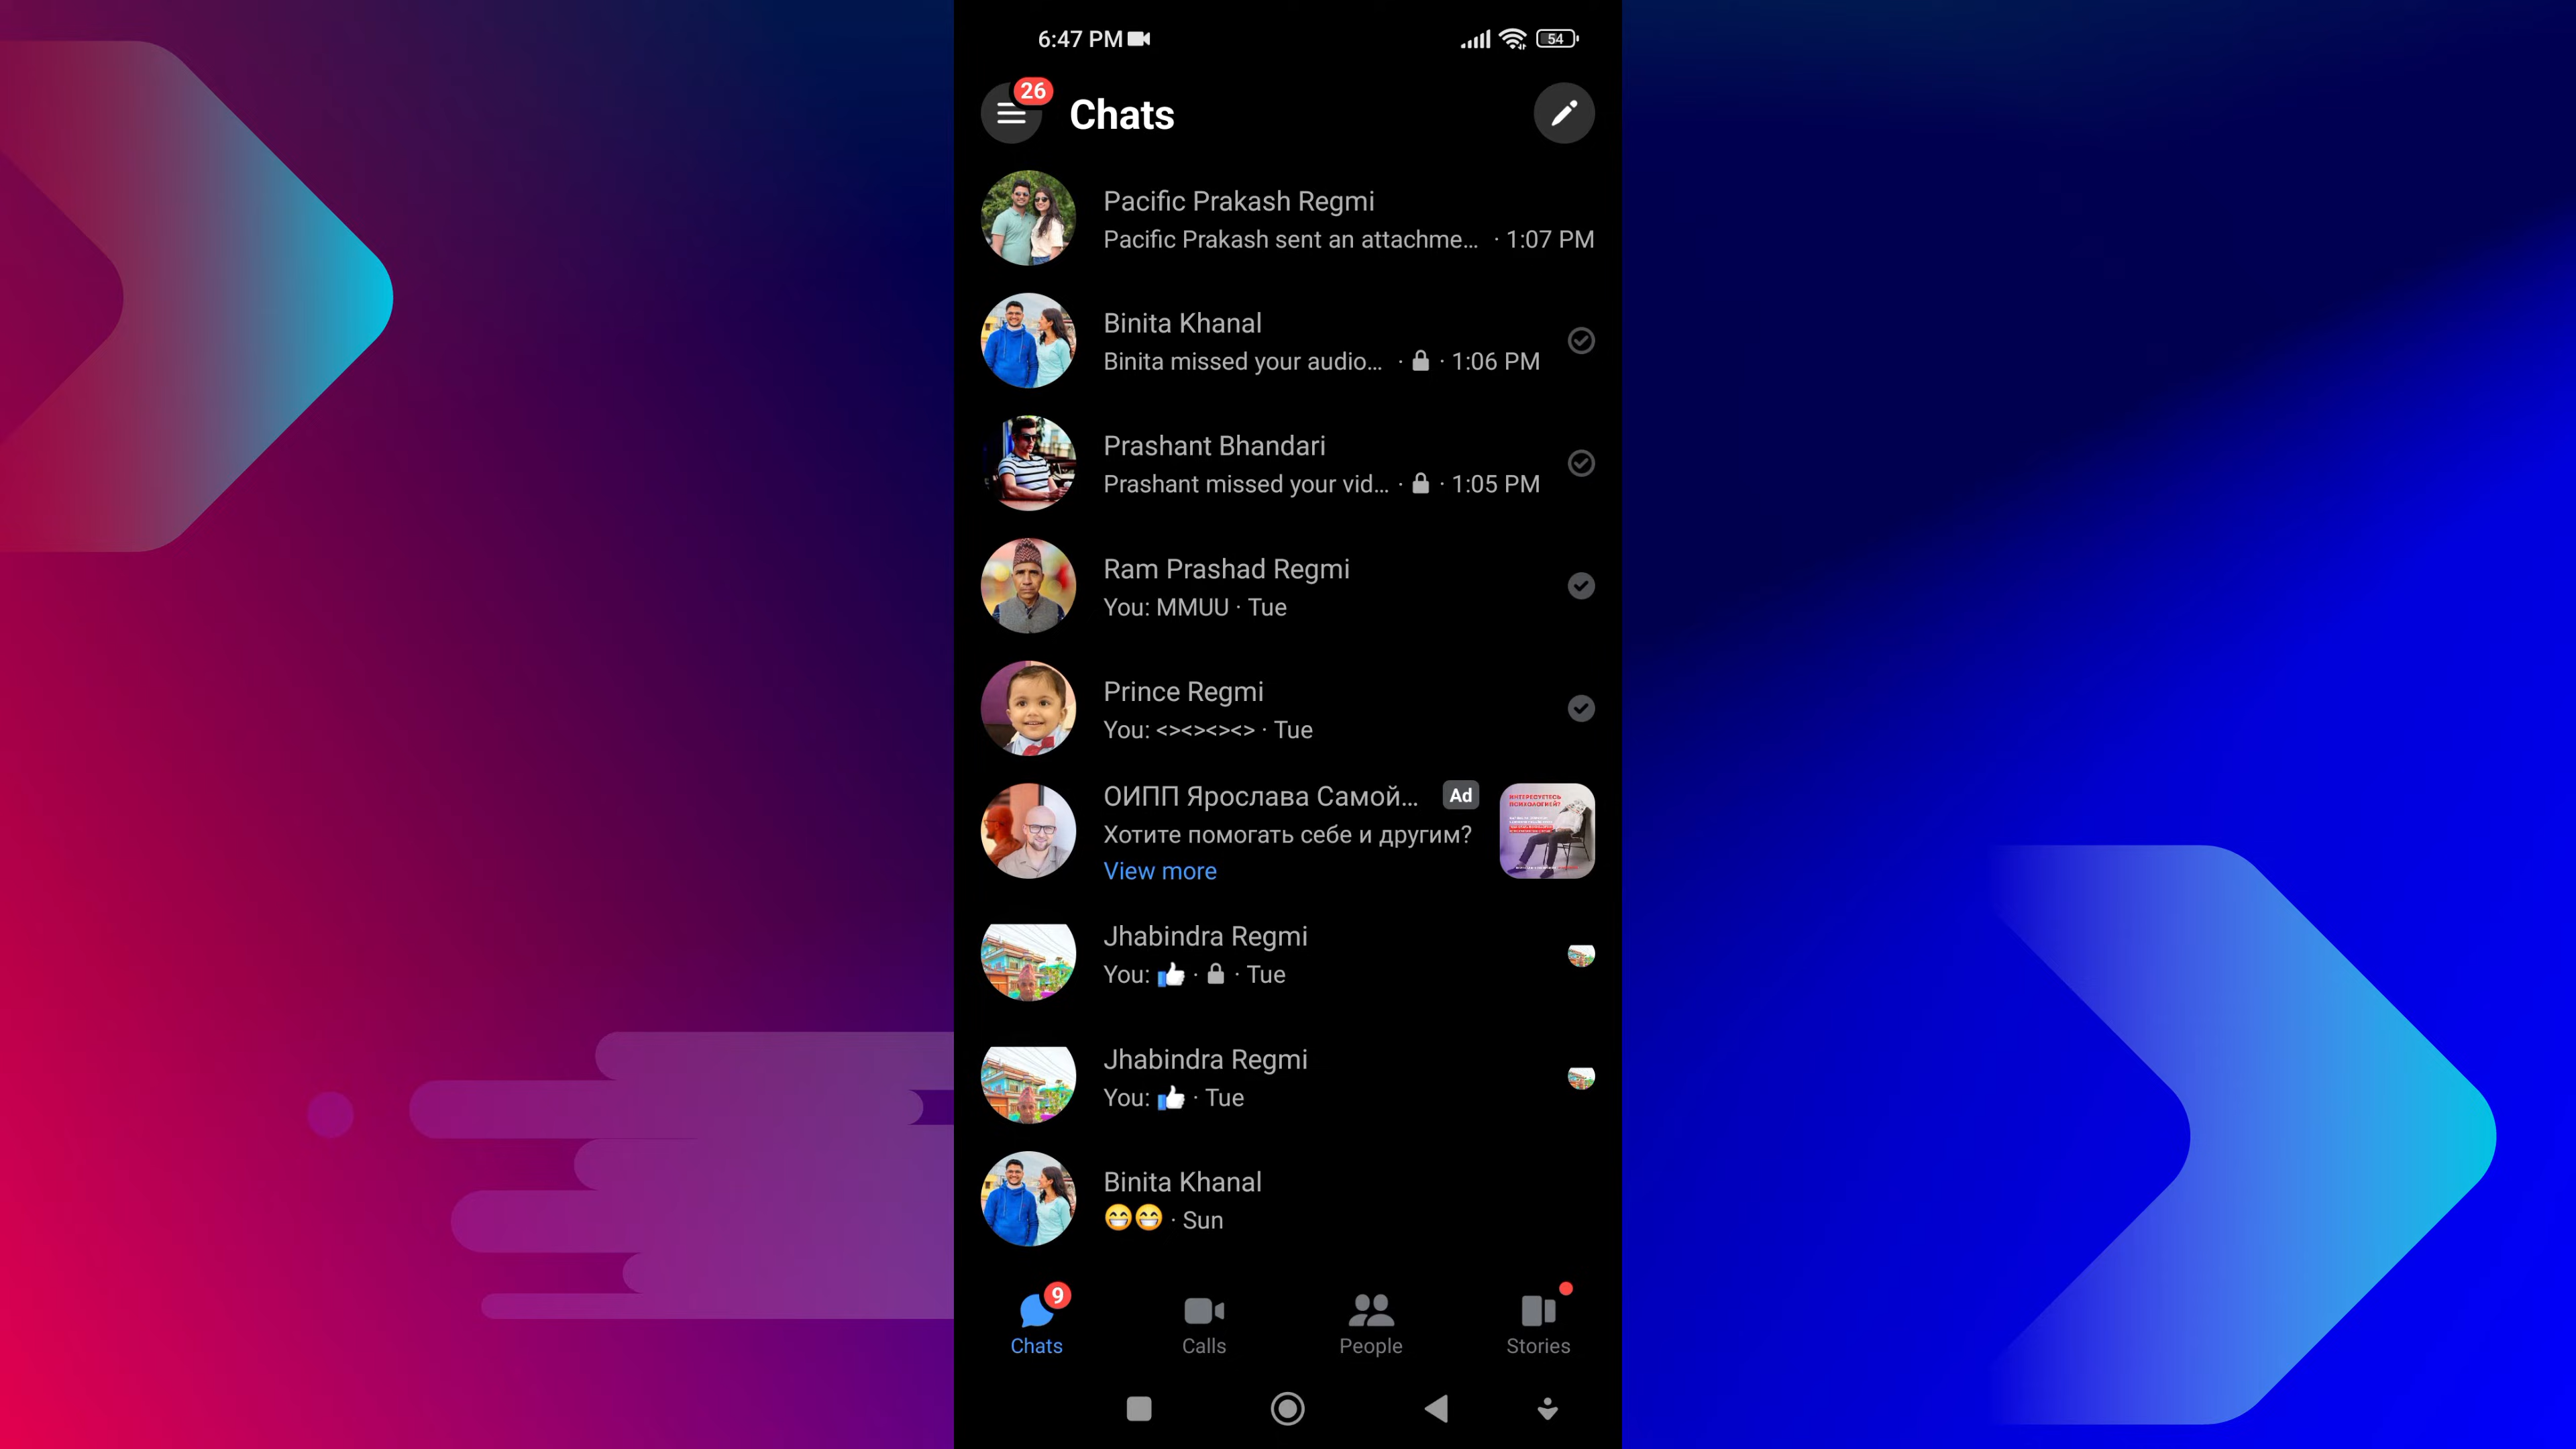 6:47 PM
54
26
Chats
Pacific Prakash Regmi
Pacific Prakash sent an attachme... · 1:07 PM
Binita Khanal
Binita missed your audio... · 1:06 PM
Prashant Bhandari
Prashant missed your vid... · 1:05 PM
Ram Prashad Regmi
You: MMUU · Tue
Prince Regmi
You: <><><><> · Tue
ОИПП Ярослава Самой... Ad
ИНТЕРЕСУЕТЕСЬ
ПСИХОЛОГИЕЙ?
Хотите помогать себе и другим?
View more
Jhabindra Regmi
You: 👍 · 🔒 · Tue
Jhabindra Regmi
You: 👍 · Tue
Binita Khanal
😁😁 · Sun
9
Chats
Calls
People
Stories